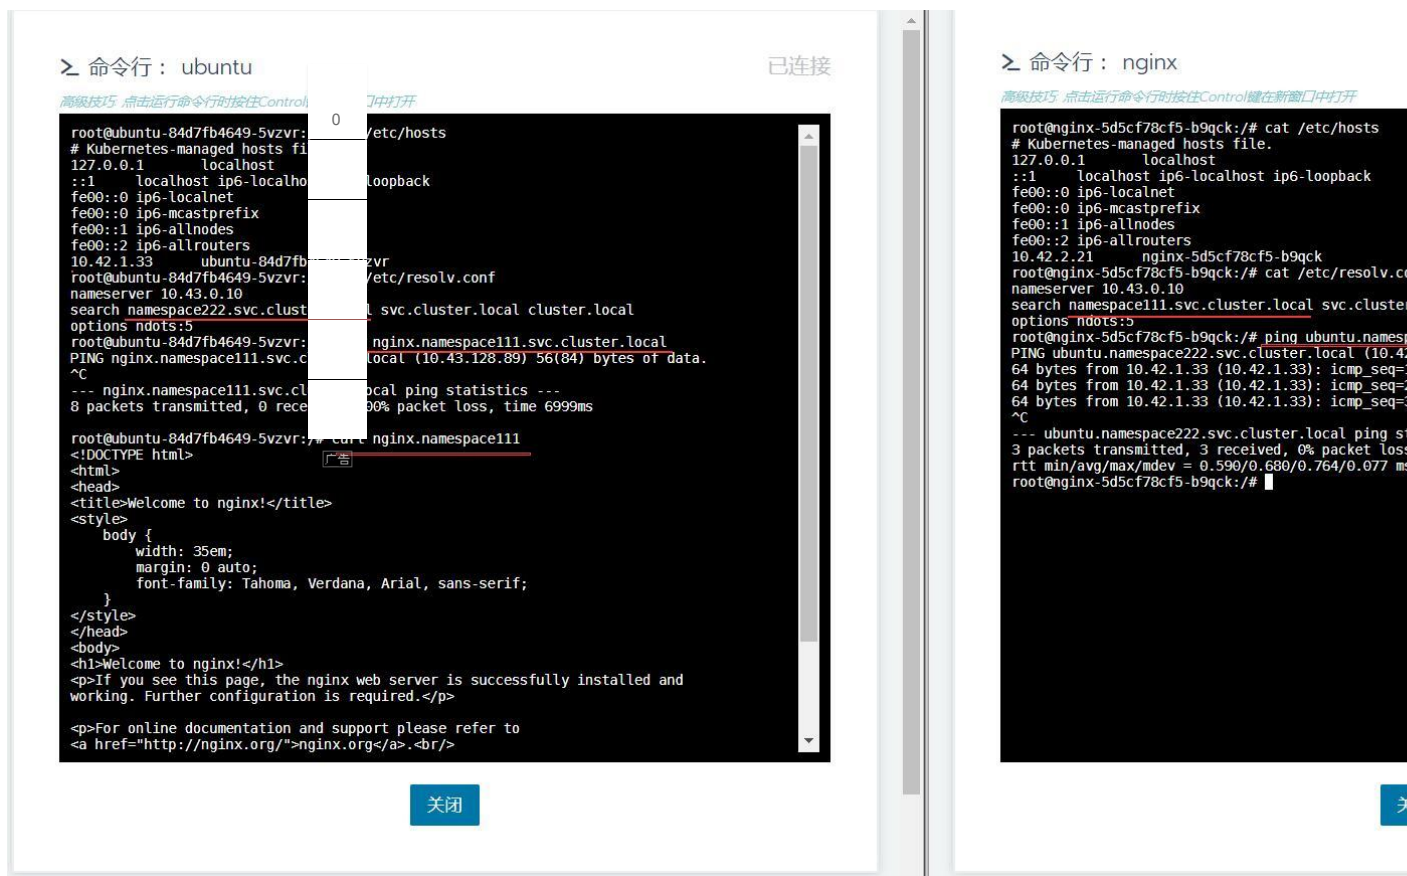 命令行： ubuntu
已连接
高级技巧 点击运行命令行时按住Control 口中打开
0
root@ubuntu-84d7fb4649-5vzvr: /etc/hosts
# Kubernetes-managed hosts fi
127.0.0.1 localhost
::1 localhost ip6-localho loopback
fe00::0 ip6-localnet
fe00::0 ip6-mcastprefix
fe00::1 ip6-allnodes
fe00::2 ip6-allrouters
10.42.1.33 ubuntu-84d7fb zvr
root@ubuntu-84d7fb4649-5vzvr: /etc/resolv.conf
nameserver 10.43.0.10
search namespace222.svc.clust l svc.cluster.local cluster.local
options ndots:5
root@ubuntu-84d7fb4649-5vzvr: nginx.namespace111.svc.cluster.local
PING nginx.namespace111.svc.c local (10.43.128.89) 56(84) bytes of data.
^C
--- nginx.namespace111.svc.cl ocal ping statistics ---
8 packets transmitted, 0 rece 00% packet loss, time 6999ms
root@ubuntu-84d7fb4649-5vzvr:/# curl nginx.namespace111
广告
<!DOCTYPE html>
<html>
<head>
<title>Welcome to nginx!</title>
<style>
body {
width: 35em;
margin: 0 auto;
font-family: Tahoma, Verdana, Arial, sans-serif;
}
</style>
</head>
<body>
<h1>Welcome to nginx!</h1>
<p>If you see this page, the nginx web server is successfully installed and
working. Further configuration is required.</p>
<p>For online documentation and support please refer to
<a href="http://nginx.org/">nginx.org</a>.<br/>
关闭
命令行： nginx
高级技巧 点击运行命令行时按住Control键在新窗口中打开
root@nginx-5d5cf78cf5-b9qck:/# cat /etc/hosts
# Kubernetes-managed hosts file.
127.0.0.1 localhost
::1 localhost ip6-localhost ip6-loopback
fe00::0 ip6-localnet
fe00::0 ip6-mcastprefix
fe00::1 ip6-allnodes
fe00::2 ip6-allrouters
10.42.2.21 nginx-5d5cf78cf5-b9qck
root@nginx-5d5cf78cf5-b9qck:/# cat /etc/resolv.co
nameserver 10.43.0.10
search namespace111.svc.cluster.local svc.cluster
options ndots:5
root@nginx-5d5cf78cf5-b9qck:/# ping ubuntu.namesp
PING ubuntu.namespace222.svc.cluster.local (10.42
64 bytes from 10.42.1.33 (10.42.1.33): icmp_seq=1
64 bytes from 10.42.1.33 (10.42.1.33): icmp_seq=2
64 bytes from 10.42.1.33 (10.42.1.33): icmp_seq=3
^C
--- ubuntu.namespace222.svc.cluster.local ping st
3 packets transmitted, 3 received, 0% packet loss
rtt min/avg/max/mdev = 0.590/0.680/0.764/0.077 ms
root@nginx-5d5cf78cf5-b9qck:/#